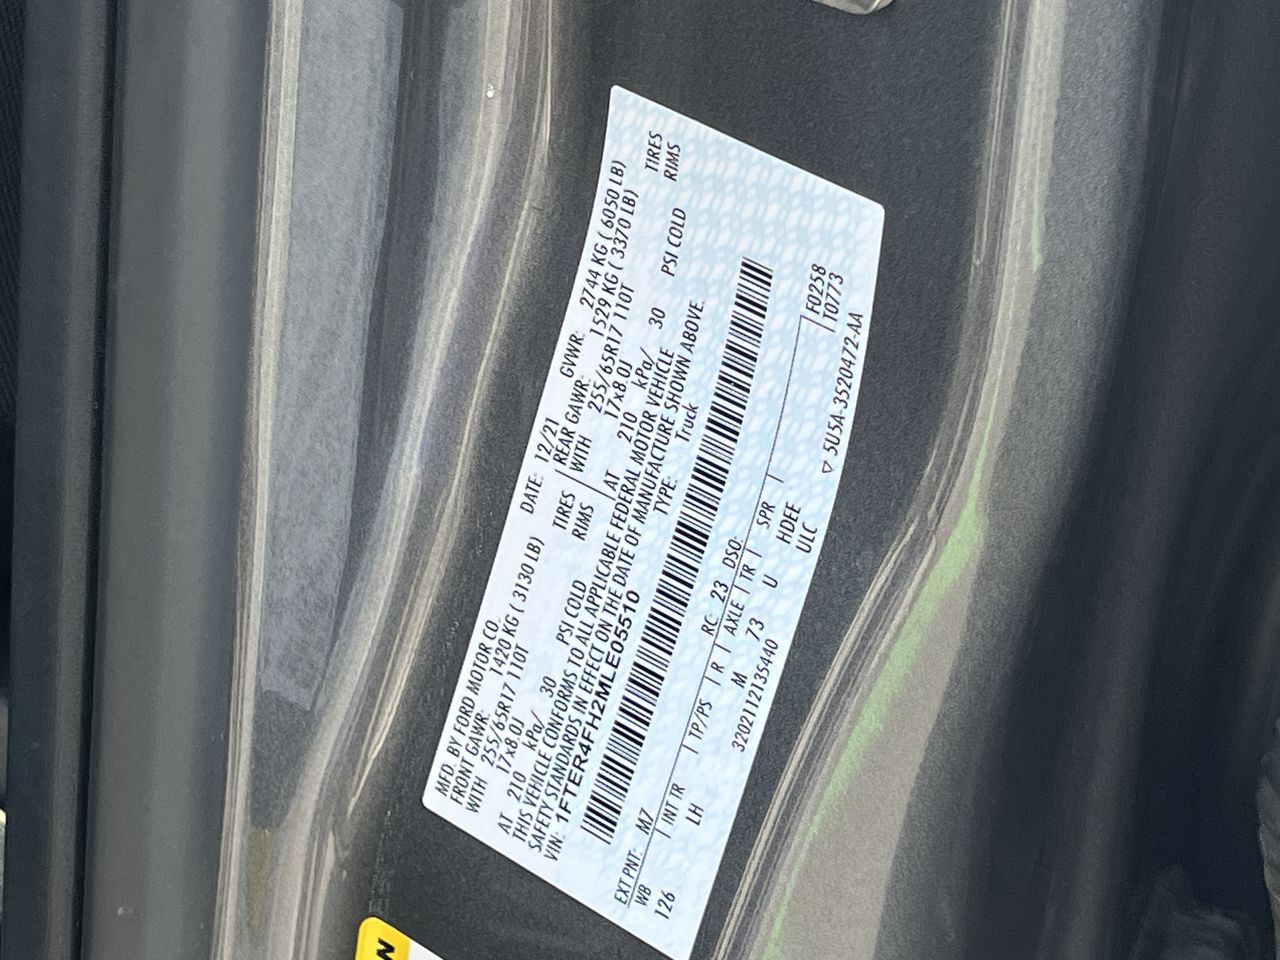 MFD. BY FORD MOTOR CO. DATE: 12/21 GVWR: 2744 KG ( 6050 LB)
FRONT GAWR: 1420 KG ( 3130 LB) REAR GAWR: 1529 KG ( 3370 LB)
WITH 255/65R17 110T TIRES WITH 255/65R17 110T TIRES
17x8.0J RIMS 17x8.0J RIMS
AT 210 kPa/ 30 PSI COLD AT 210 kPa/ 30 PSI COLD
THIS VEHICLE CONFORMS TO ALL APPLICABLE FEDERAL MOTOR VEHICLE
SAFETY STANDARDS IN EFFECT ON THE DATE OF MANUFACTURE SHOWN ABOVE.
VIN: 1FTER4FH2MLE05510 TYPE: Truck
EXT PNT: M7 RC: 23 DSO: F0258
WB INT TR TP/PS R AXLE TR SPR T0773
126 LH M 73 U HDEE
3202112135440 ULC ▽ 5U5A-3520472-AA
N